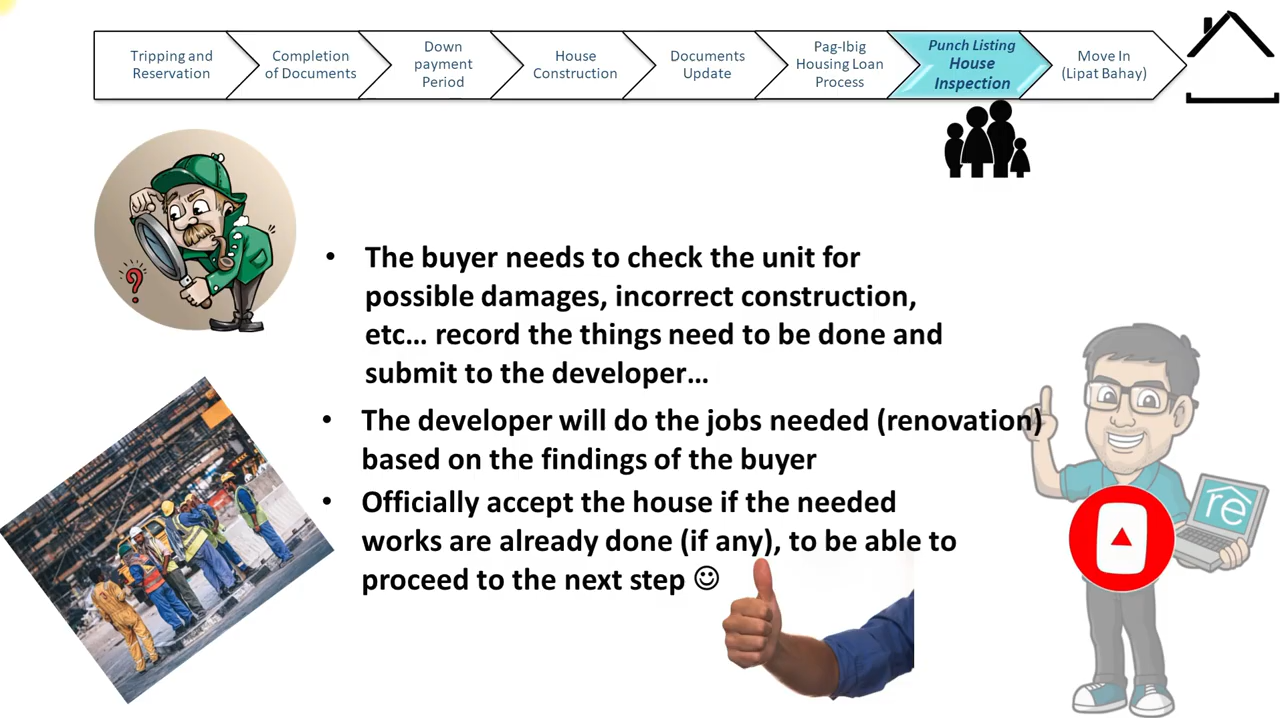 Tripping and
Reservation
Completion
of Documents
Down
payment
Period
House
Construction
Documents
Update
Pag-Ibig
Housing Loan
Process
Punch Listing
House
Inspection
Move In
(Lipat Bahay)
?
• The buyer needs to check the unit for
possible damages, incorrect construction,
etc... record the things need to be done and
submit to the developer...
• The developer will do the jobs needed (renovation)
based on the findings of the buyer
• Officially accept the house if the needed
works are already done (if any), to be able to
proceed to the next step ☺
re